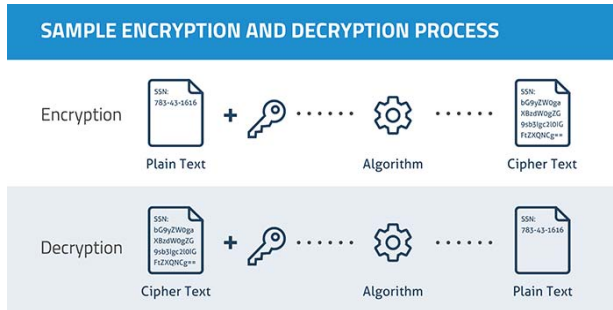 SAMPLE ENCRYPTION AND DECRYPTION PROCESS
Encryption
SSN:
783-43-1616
Plain Text
+
Algorithm
SSN:
bG9yZW0ga
XBzdW0gZG
9sb3Igc2l0IG
FtZXQNCg==
Cipher Text
Decryption
SSN:
bG9yZW0ga
XBzdW0gZG
9sb3Igc2l0IG
FtZXQNCg==
Cipher Text
+
Algorithm
SSN:
783-43-1616
Plain Text